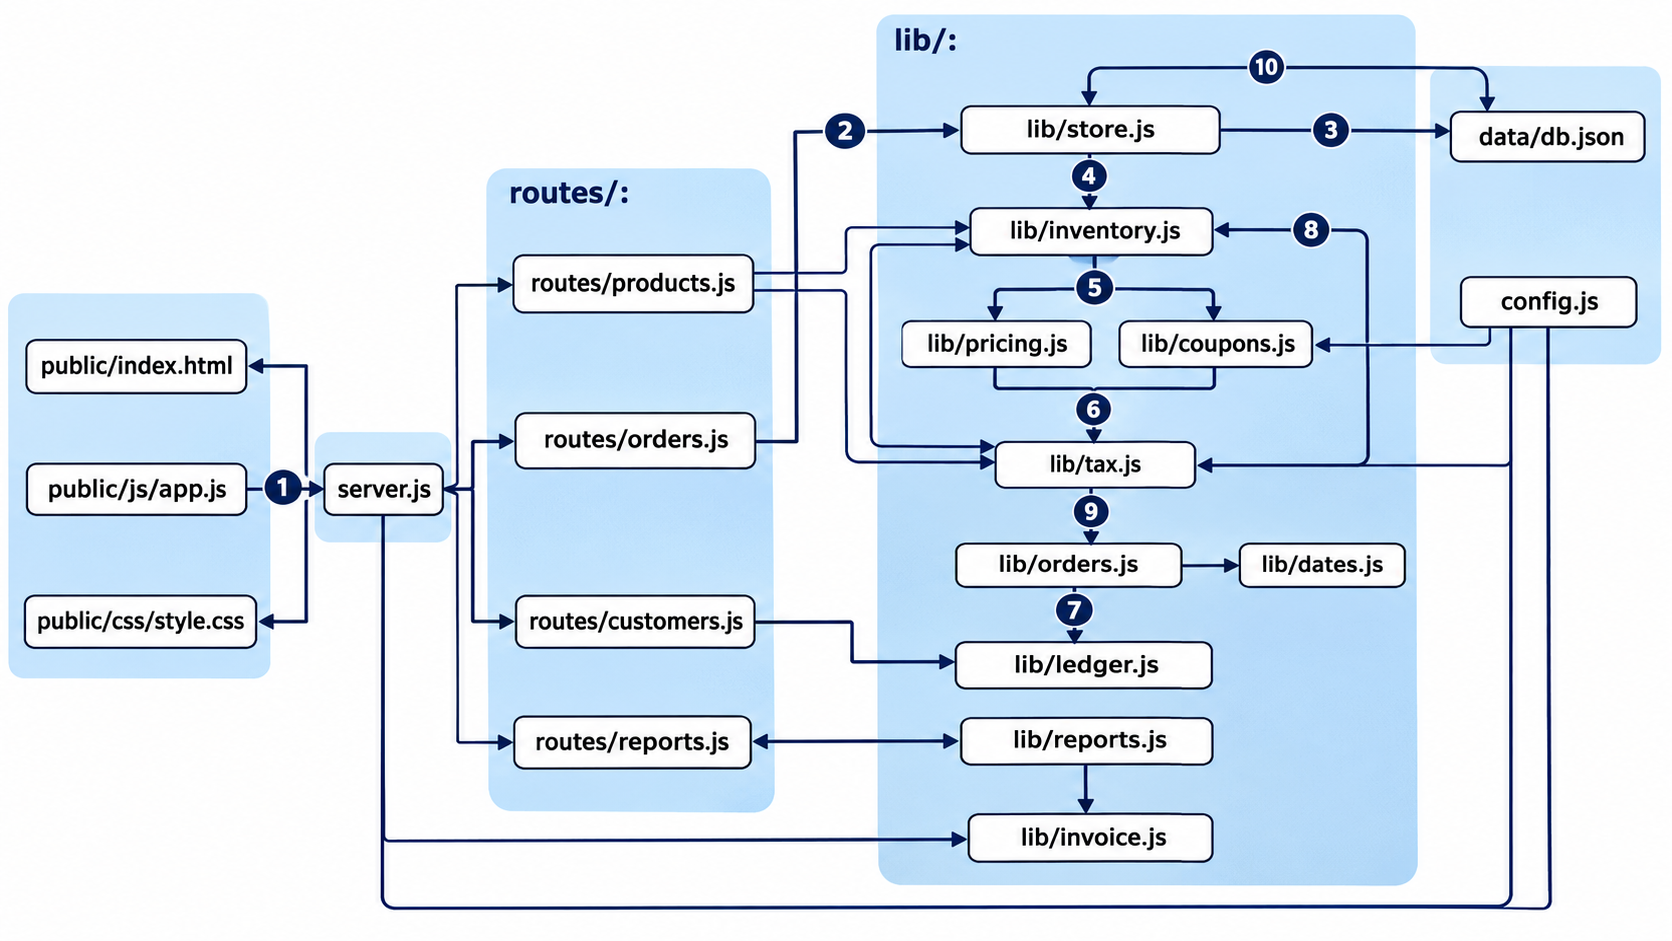 lib/:
10
lib/store.js
2
3
data/db.json
4
routes/:
lib/inventory.js
8
routes/products.js
5
config.js
lib/pricing.js
lib/coupons.js
public/index.html
6
routes/orders.js
lib/tax.js
public/js/app.js
1
server.js
9
lib/orders.js
lib/dates.js
7
public/css/style.css
routes/customers.js
lib/ledger.js
routes/reports.js
lib/reports.js
lib/invoice.js